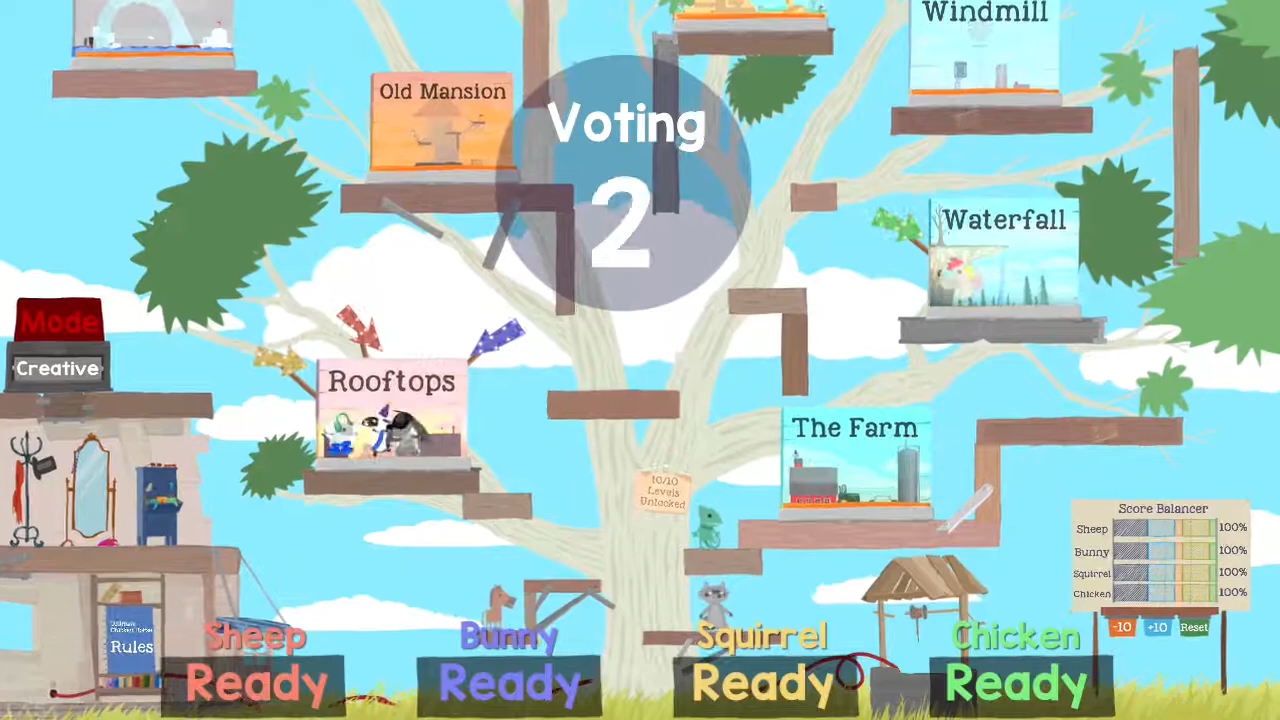 Windmill
Old Mansion
Voting
2
Waterfall
Mode
Creative
Rooftops
The Farm
10/10
Levels
Unlocked
Score Balancer
Sheep 100%
Bunny 100%
Squirrel 100%
Chicken 100%
-10 +10 Reset
Rules
Sheep
Ready
Bunny
Ready
Squirrel
Ready
Chicken
Ready